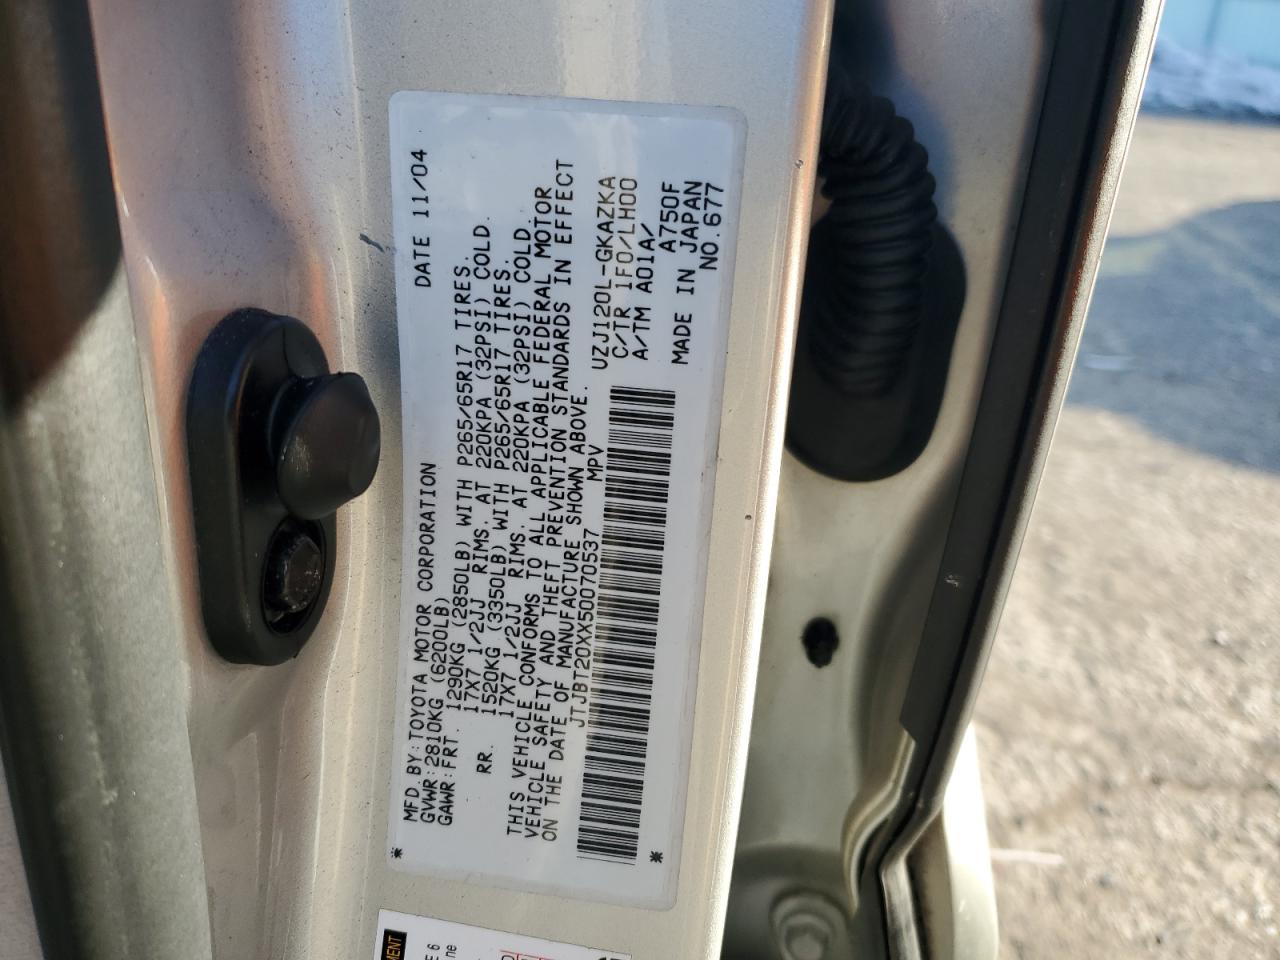 MFD.BY:TOYOTA MOTOR CORPORATION DATE 11/04
GVWR:2810KG (6200LB)
GAWR:FRT. 1290KG (2850LB) WITH P265/65R17 TIRES.
17X7 1/2JJ RIMS. AT 220KPA (32PSI) COLD.
RR. 1520KG (3350LB) WITH P265/65R17 TIRES.
17X7 1/2JJ RIMS. AT 220KPA (32PSI) COLD.
THIS VEHICLE CONFORMS TO ALL APPLICABLE FEDERAL MOTOR
VEHICLE SAFETY AND THEFT PREVENTION STANDARDS IN EFFECT
ON THE DATE OF MANUFACTURE SHOWN ABOVE.
JTJBT20XX50070537 MPV
UZJ120L-GKAZKA
C/TR 1F0/LH00
A/TM A01A/
A750F
MADE IN JAPAN
NO.677